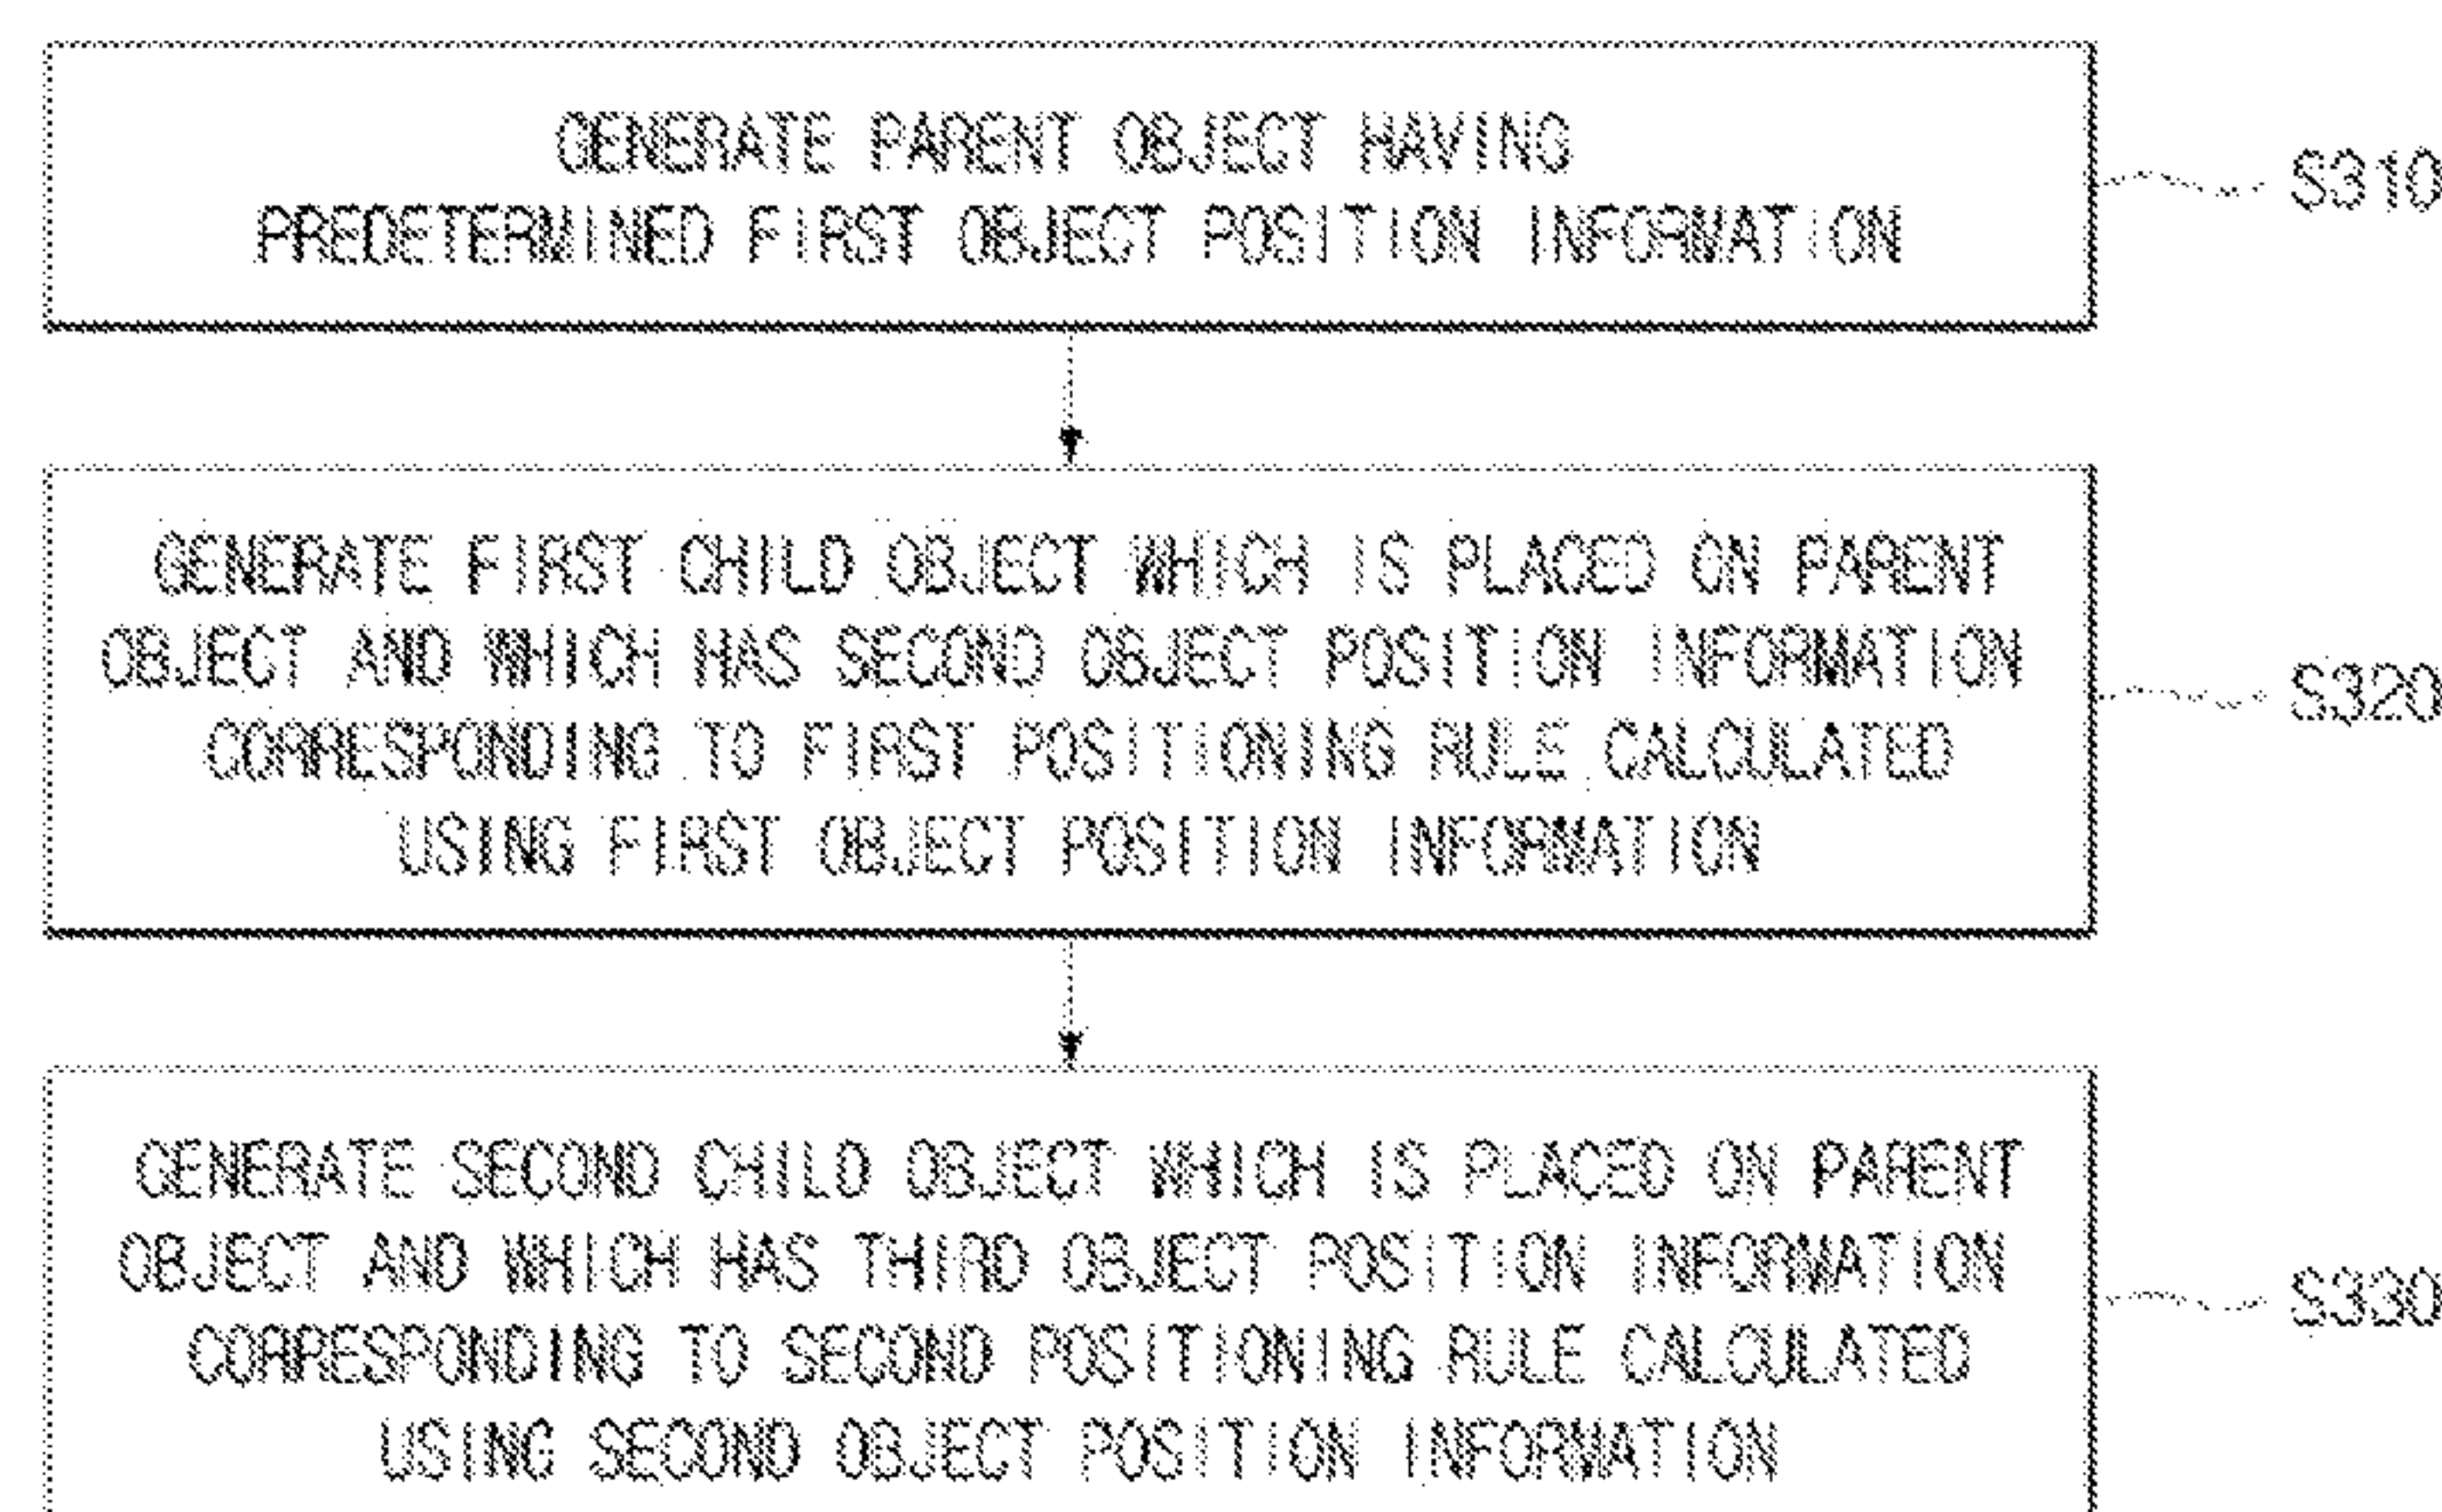 GENERATE PARENT OBJECT HAVING
PREDETERMINED FIRST OBJECT POSITION INFORMATION
S310
GENERATE FIRST CHILD OBJECT WHICH IS PLACED ON PARENT
OBJECT AND WHICH HAS SECOND OBJECT POSITION INFORMATION
CORRESPONDING TO FIRST POSITIONING RULE CALCULATED
USING FIRST OBJECT POSITION INFORMATION
S320
GENERATE SECOND CHILD OBJECT WHICH IS PLACED ON PARENT
OBJECT AND WHICH HAS THIRD OBJECT POSITION INFORMATION
CORRESPONDING TO SECOND POSITIONING RULE CALCULATED
USING SECOND OBJECT POSITION INFORMATION
S330